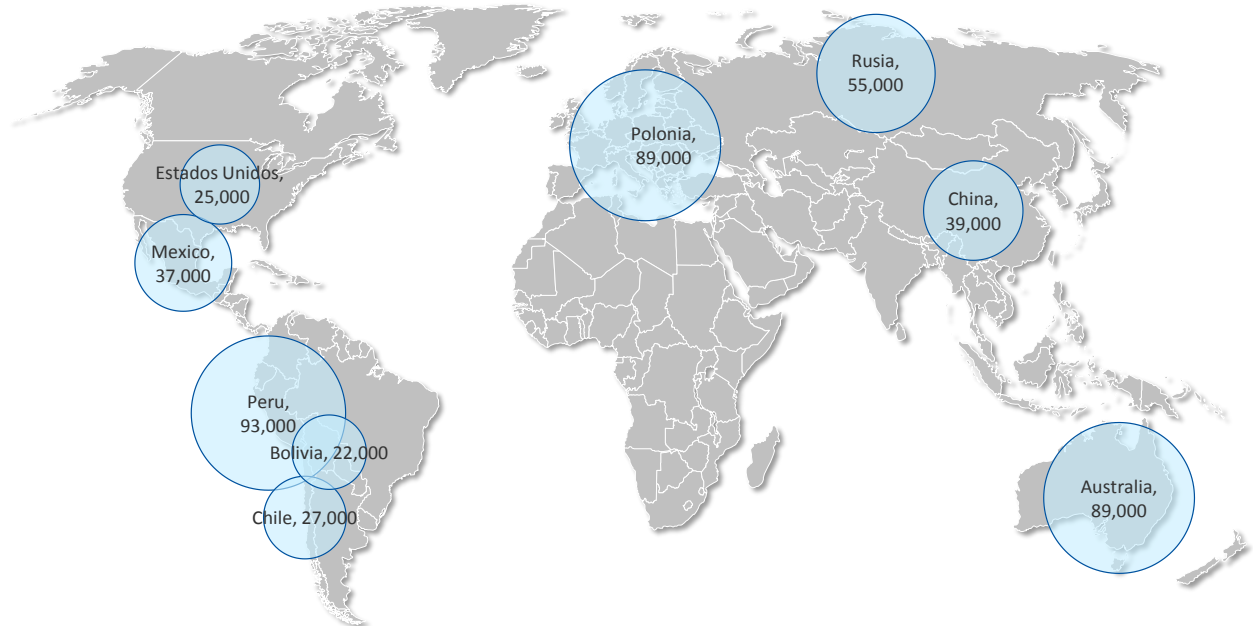 Rusia,
55,000
Polonia,
89,000
Estados Unidos,
25,000
China,
39,000
Mexico,
37,000
Peru,
93,000
Bolivia, 22,000
Australia,
89,000
Chile, 27,000